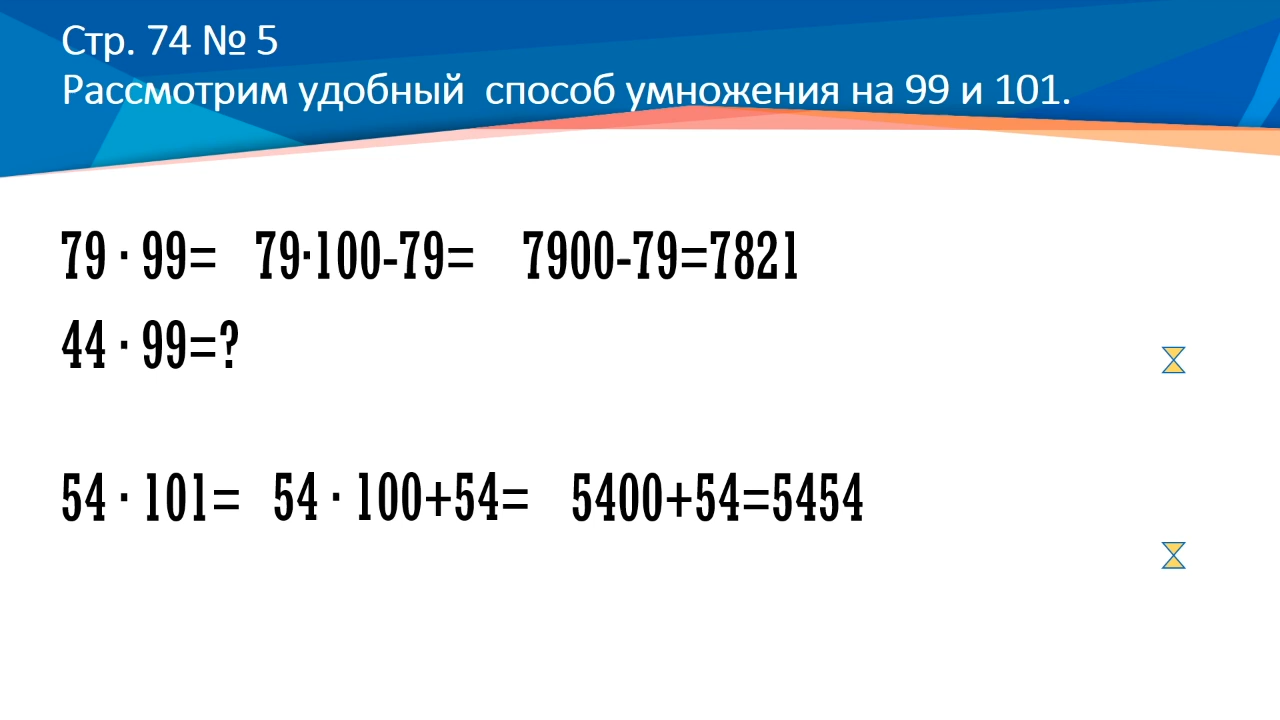 Стр. 74 № 5
Рассмотрим удобный способ умножения на 99 и 101.
79 · 99= 79·100-79= 7900-79=7821
44 · 99=?
54 · 101= 54 · 100+54= 5400+54=5454